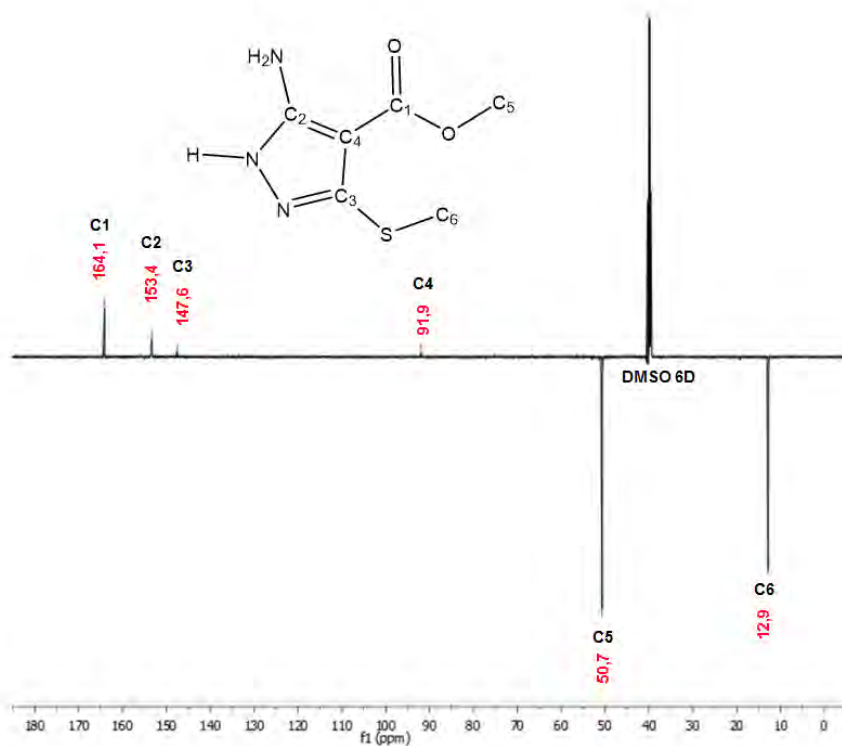 O
H₂N
C₅
C₂
C₁
O
C₄
H
N
N
C₃
C₆
S
C1
164,1
C2
153,4
C3
147,6
C4
91,9
DMSO 6D
C5
50,7
C6
12,9
180 170 160 150 140 130 120 110 100 90 80 70 60 50 40 30 20 10 0
f1 (ppm)